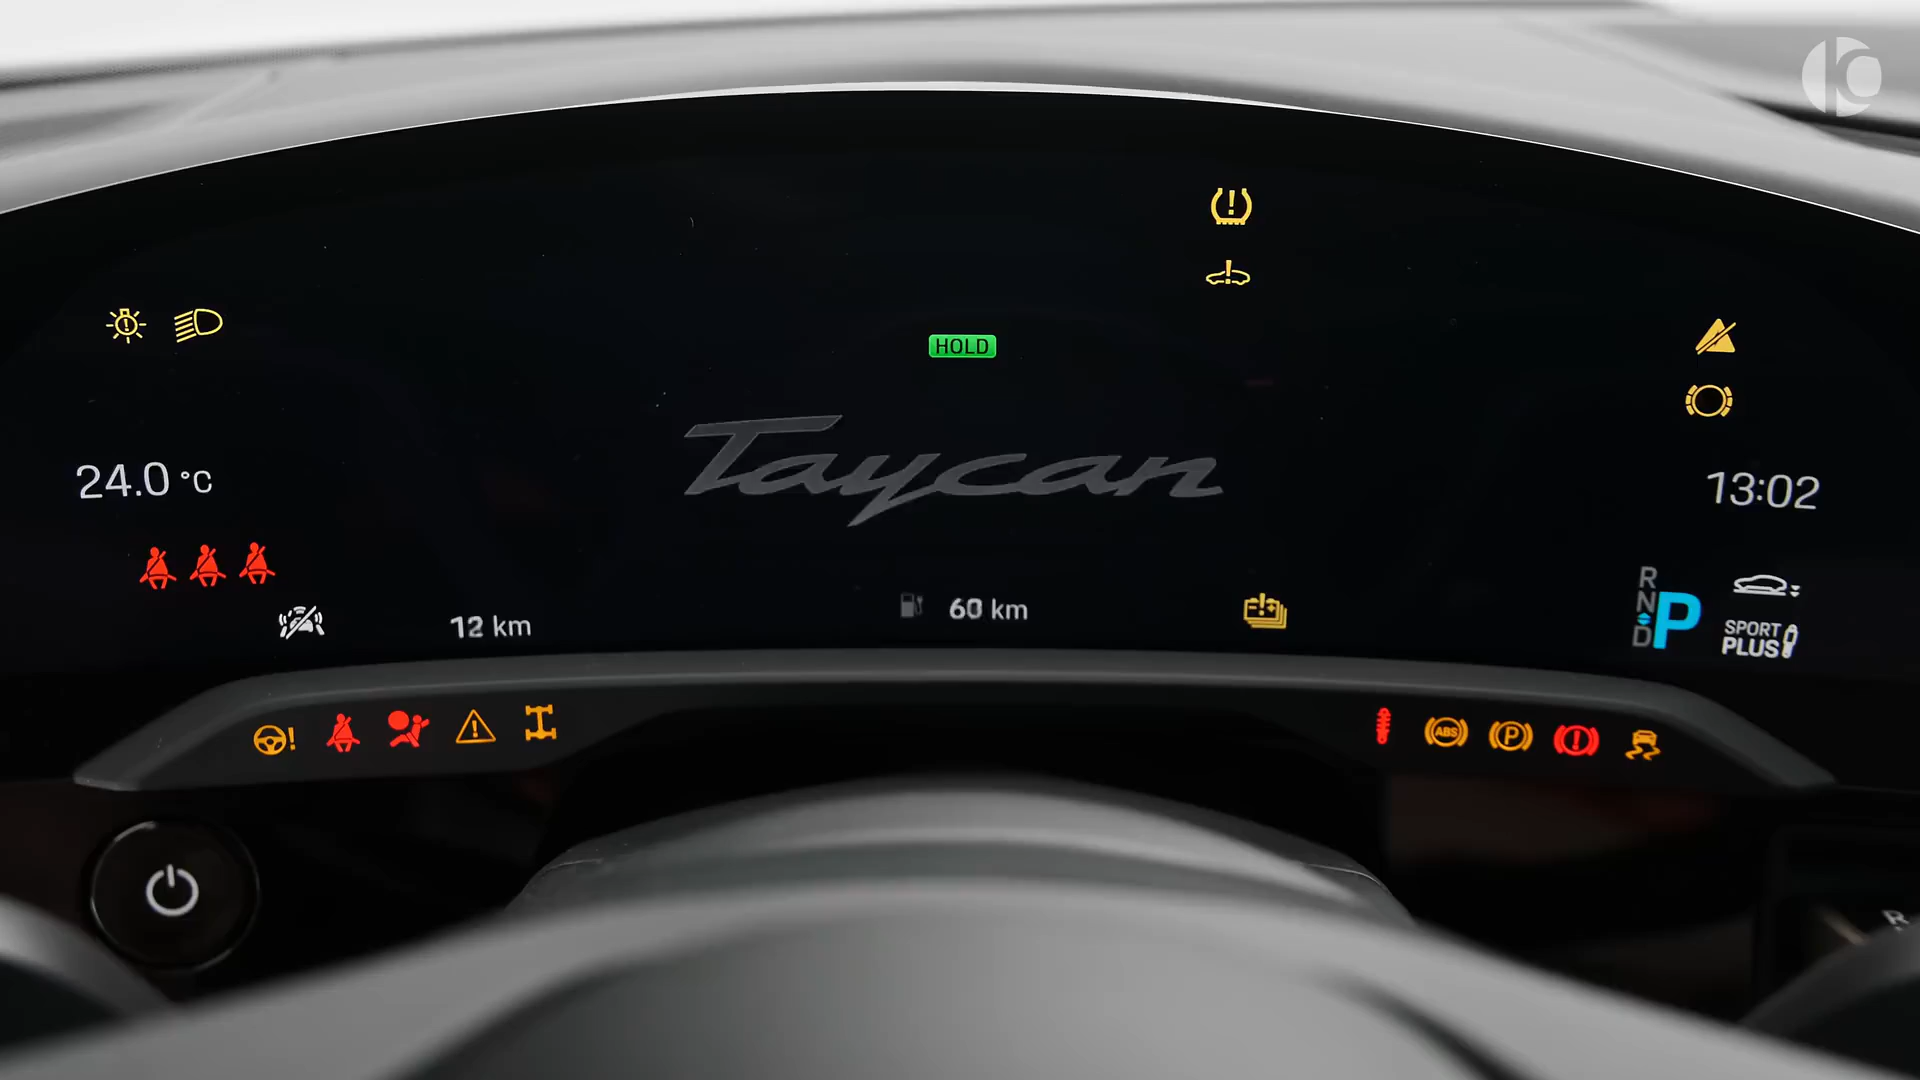 HOLD
Taycan
24.0 °C
13:02
12 km
60 km
R
N
D
P
SPORT
PLUS
ABS
P
R